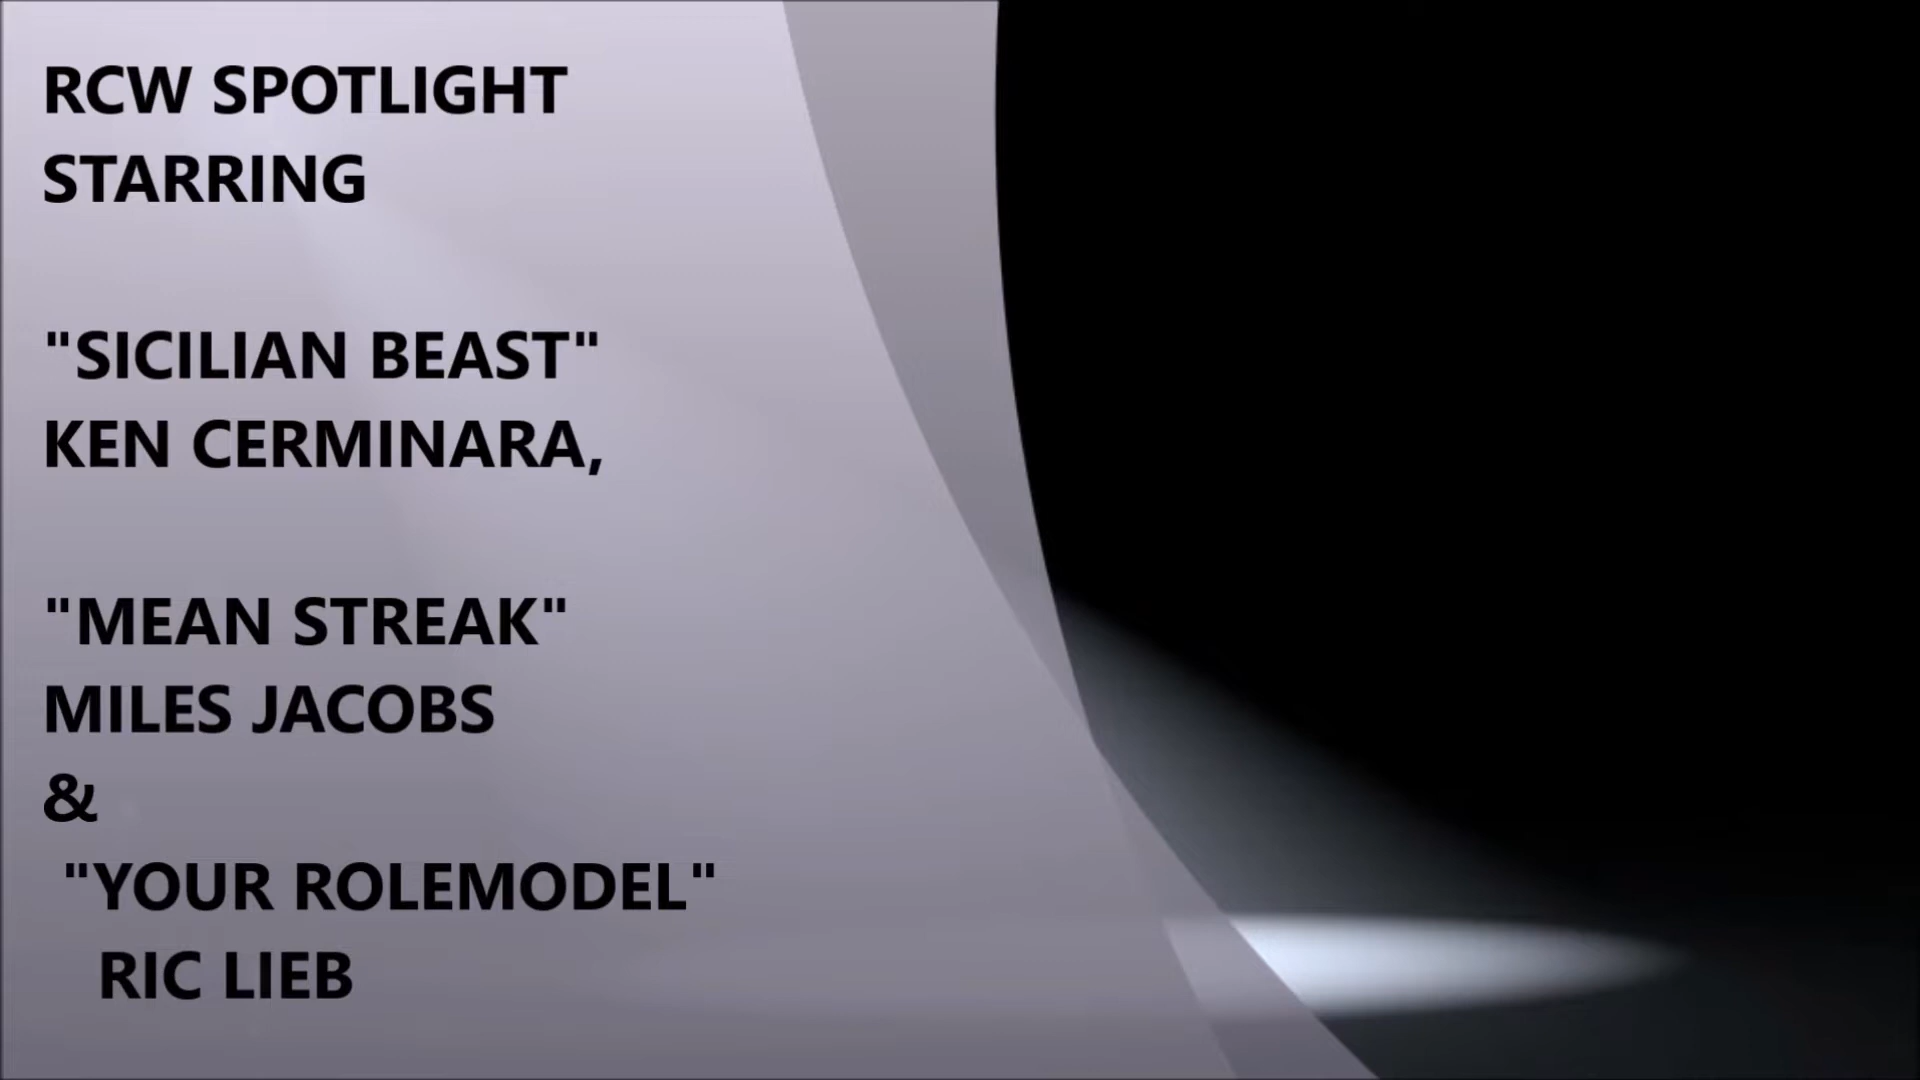 RCW SPOTLIGHT
STARRING
"SICILIAN BEAST"
KEN CERMINARA,
"MEAN STREAK"
MILES JACOBS
&
"YOUR ROLEMODEL"
RIC LIEB